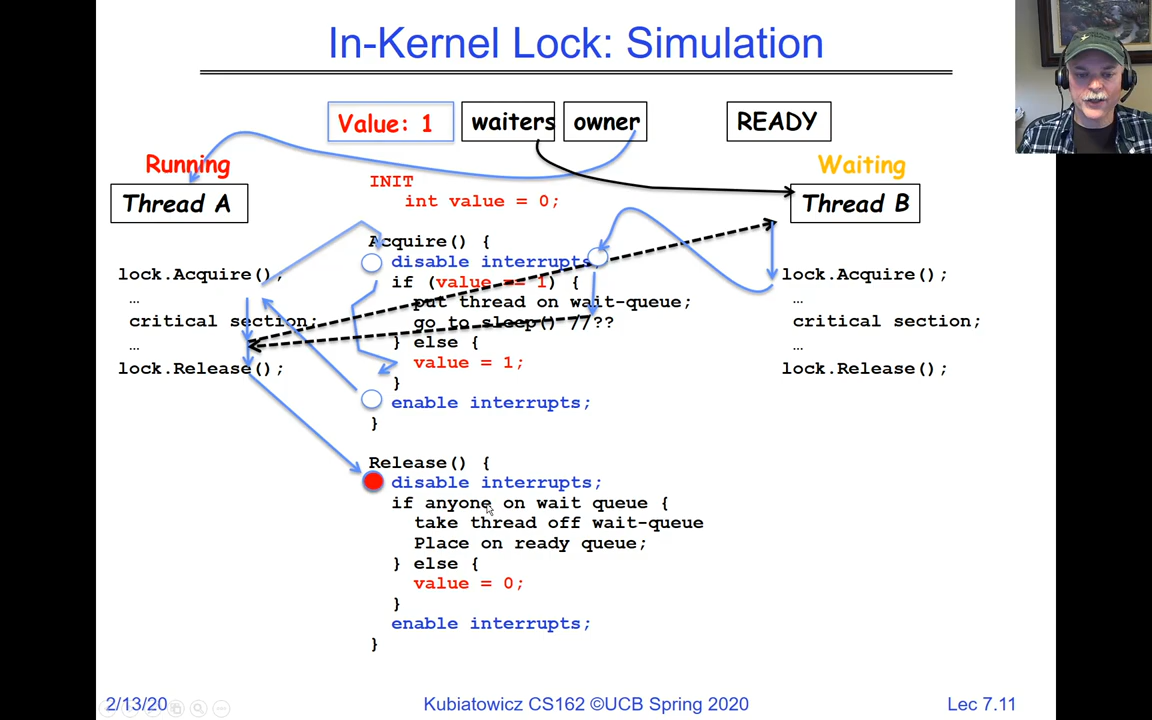 In-Kernel Lock: Simulation
Value: 1
waiters
owner
READY
Running
Waiting
Thread A
Thread B
INIT
int value = 0;
lock.Acquire();
…
critical section;
…
lock.Release();
Acquire() {
disable interrupts;
if (value == 1) {
put thread on wait-queue;
go to sleep() //??
} else {
value = 1;
}
enable interrupts;
}
lock.Acquire();
…
critical section;
…
lock.Release();
Release() {
disable interrupts;
if anyone on wait queue {
take thread off wait-queue
Place on ready queue;
} else {
value = 0;
}
enable interrupts;
}
2/13/20
Kubiatowicz CS162 ©UCB Spring 2020
Lec 7.11